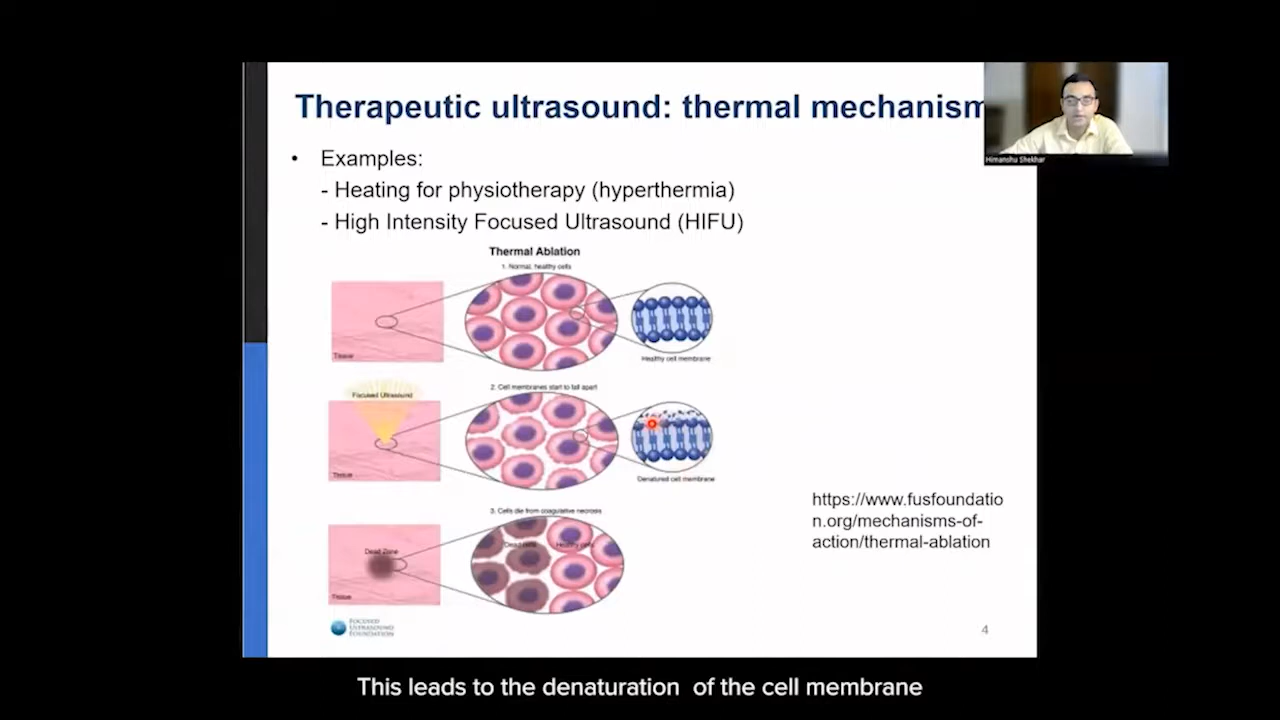 Therapeutic ultrasound: thermal mechanism
Himanshu Shekhar
• Examples:
- Heating for physiotherapy (hyperthermia)
- High Intensity Focused Ultrasound (HIFU)
Thermal Ablation
1. Normal, healthy cells
Tissue
Healthy cell membrane
2. Cell membranes start to fall apart
Focused Ultrasound
Tissue
Denatured cell membrane
https://www.fusfoundatio
n.org/mechanisms-of-
action/thermal-ablation
3. Cells die from coagulative necrosis
Dead Zone
Dead cells
Healthy cells
Tissue
FOCUSED
ULTRASOUND
FOUNDATION
4
This leads to the denaturation of the cell membrane